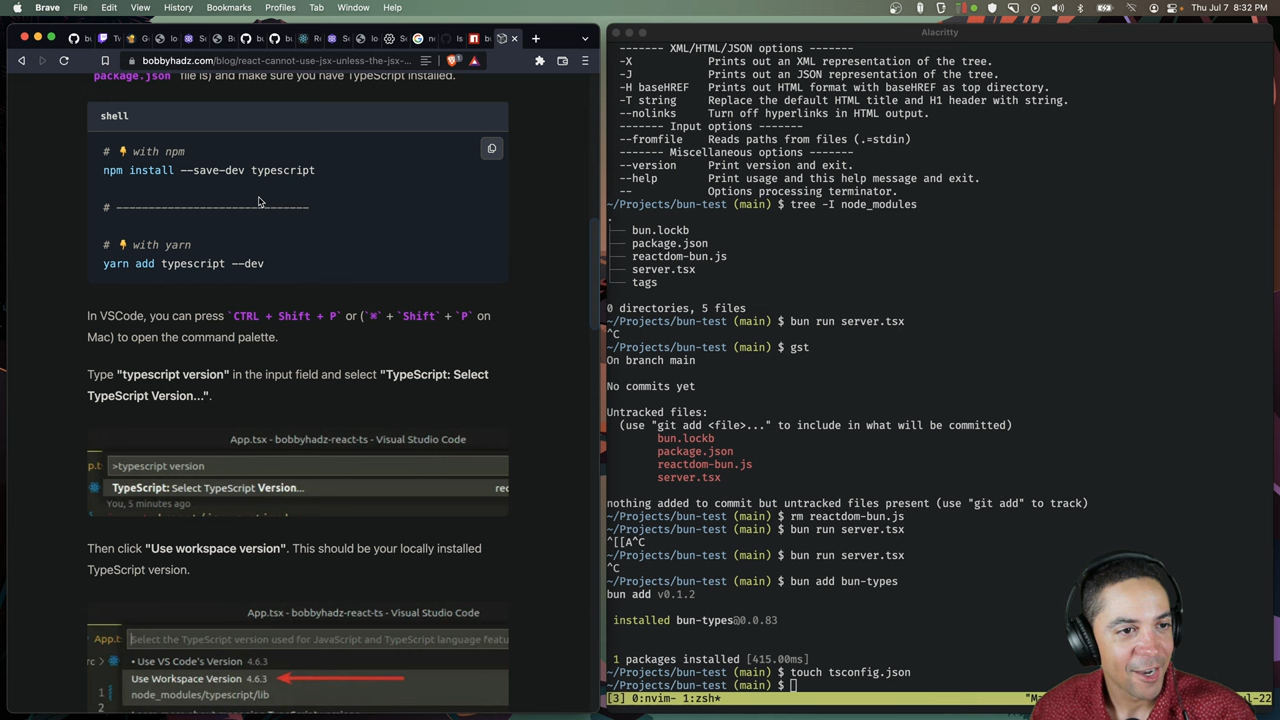 Brave File Edit View History Bookmarks Profiles Tab Window Help
Thu Jul 7 8:32 PM
bobbyhadz.com/blog/react-cannot-use-jsx-unless-the-jsx-...
package.json file is) and make sure you have TypeScript installed.
shell
# 👇 with npm
npm install --save-dev typescript
# ------------------------------
# 👇 with yarn
yarn add typescript --dev
In VSCode, you can press `CTRL + Shift + P` or (`⌘` + `Shift` + `P` on
Mac) to open the command palette.
Type "typescript version" in the input field and select "TypeScript: Select
TypeScript Version...".
App.tsx - bobbyhadz-react-ts - Visual Studio Code
>typescript version
TypeScript: Select TypeScript Version...
You, 5 minutes ago
Then click "Use workspace version". This should be your locally installed
TypeScript version.
App.tsx - bobbyhadz-react-ts - Visual Studio Code
Select the TypeScript version used for JavaScript and TypeScript language featu
• Use VS Code's Version 4.6.3
Use Workspace Version 4.6.3
node_modules/typescript/lib
Alacritty
------- XML/HTML/JSON options -------
-X Prints out an XML representation of the tree.
-J Prints out an JSON representation of the tree.
-H baseHREF Prints out HTML format with baseHREF as top directory.
-T string Replace the default HTML title and H1 header with string.
--nolinks Turn off hyperlinks in HTML output.
------- Input options -------
--fromfile Reads paths from files (.=stdin)
------- Miscellaneous options -------
--version Print version and exit.
--help Print usage and this help message and exit.
-- Options processing terminator.
~/Projects/bun-test (main) $ tree -I node_modules
.
├── bun.lockb
├── package.json
├── reactdom-bun.js
├── server.tsx
└── tags
0 directories, 5 files
~/Projects/bun-test (main) $ bun run server.tsx
^C
~/Projects/bun-test (main) $ gst
On branch main
No commits yet
Untracked files:
(use "git add <file>..." to include in what will be committed)
bun.lockb
package.json
reactdom-bun.js
server.tsx
nothing added to commit but untracked files present (use "git add" to track)
~/Projects/bun-test (main) $ rm reactdom-bun.js
~/Projects/bun-test (main) $ bun run server.tsx
^[[A^C
~/Projects/bun-test (main) $ bun run server.tsx
^C
~/Projects/bun-test (main) $ bun add bun-types
bun add v0.1.2
installed bun-types@0.0.83
1 packages installed [415.00ms]
~/Projects/bun-test (main) $ touch tsconfig.json
~/Projects/bun-test (main) $
[3] 0:nvim- 1:zsh*